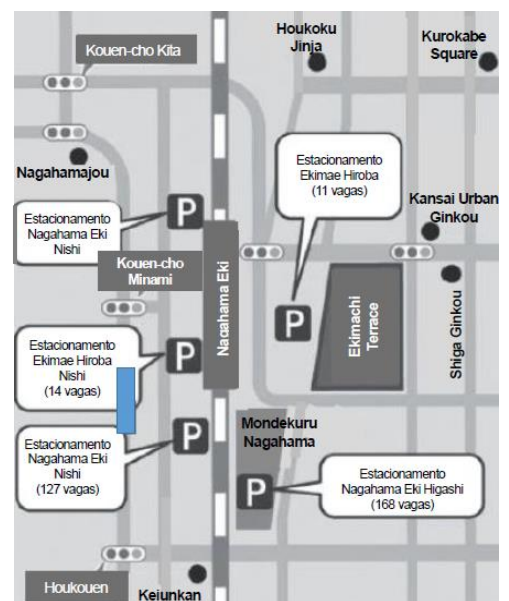 Kouen-cho Kita
Houkoku
Jinja
Kurokabe
Square
Nagahamajou
P
Estacionamento
Nagahama Eki
Nishi
Estacionamento
Ekimae Hiroba
(11 vagas)
Kansai Urban
Ginkou
Kouen-cho
Minami
Nagahama Eki
P
Ekimachi
Terrace
Shiga Ginkou
Estacionamento
Ekimae Hiroba
Nishi
(14 vagas)
P
Estacionamento
Nagahama Eki
Nishi
(127 vagas)
P
Mondekuru
Nagahama
P
Estacionamento
Nagahama Eki Higashi
(168 vagas)
Houkouen
Keiunkan